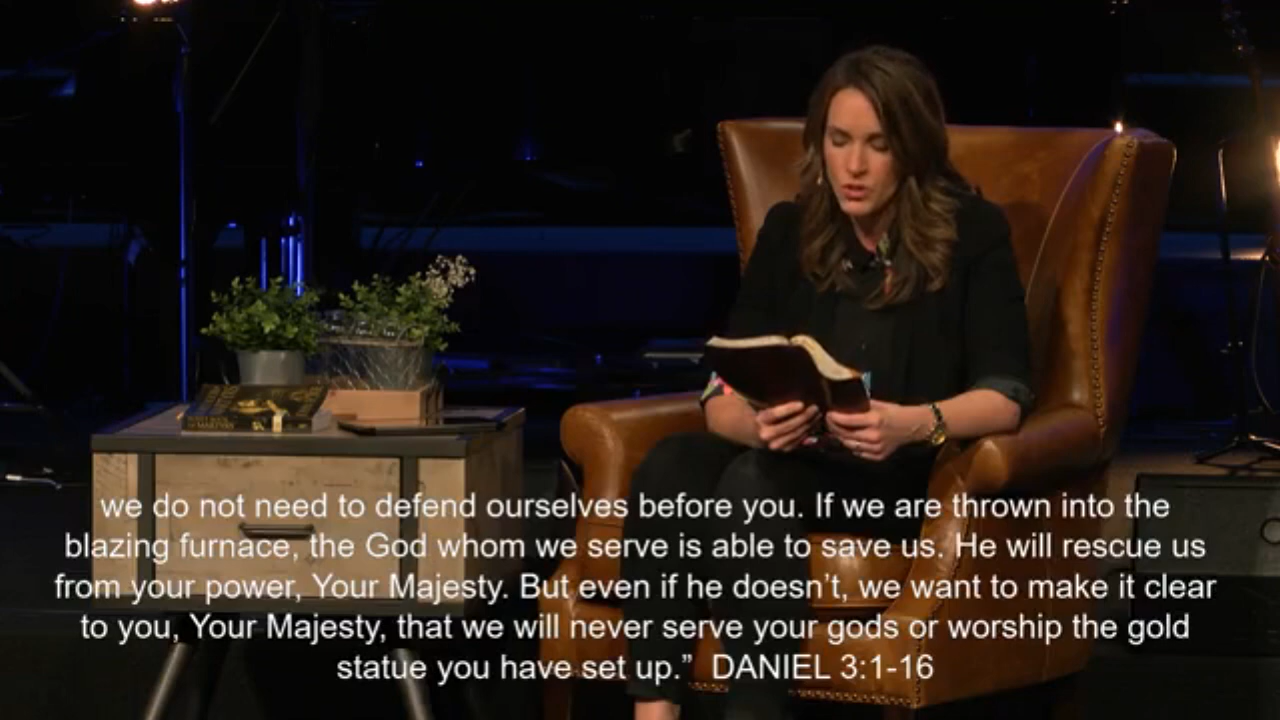 we do not need to defend ourselves before you. If we are thrown into the
blazing furnace, the God whom we serve is able to save us. He will rescue us
from your power, Your Majesty. But even if he doesn’t, we want to make it clear
to you, Your Majesty, that we will never serve your gods or worship the gold
statue you have set up.” DANIEL 3:1-16